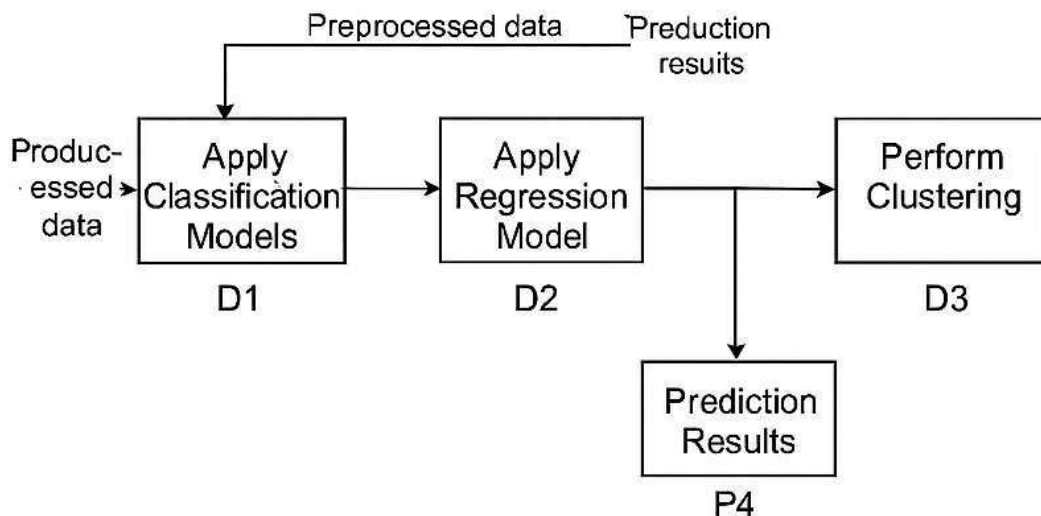 Preprocessed data
Preduction
resuits
Produc-
essed
data
Apply
Classification
Models
D1
Apply
Regression
Model
D2
Perform
Clustering
D3
Prediction
Results
P4